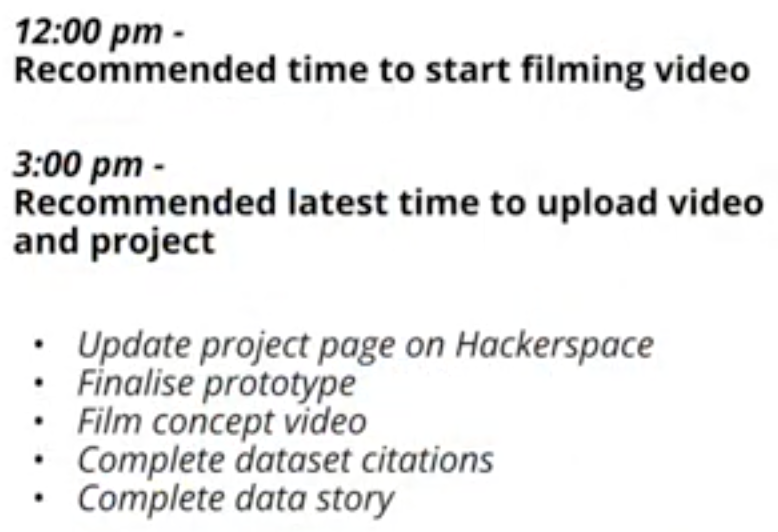 12:00 pm -
Recommended time to start filming video
3:00 pm -
Recommended latest time to upload video
and project
• Update project page on Hackerspace
• Finalise prototype
• Film concept video
• Complete dataset citations
• Complete data story